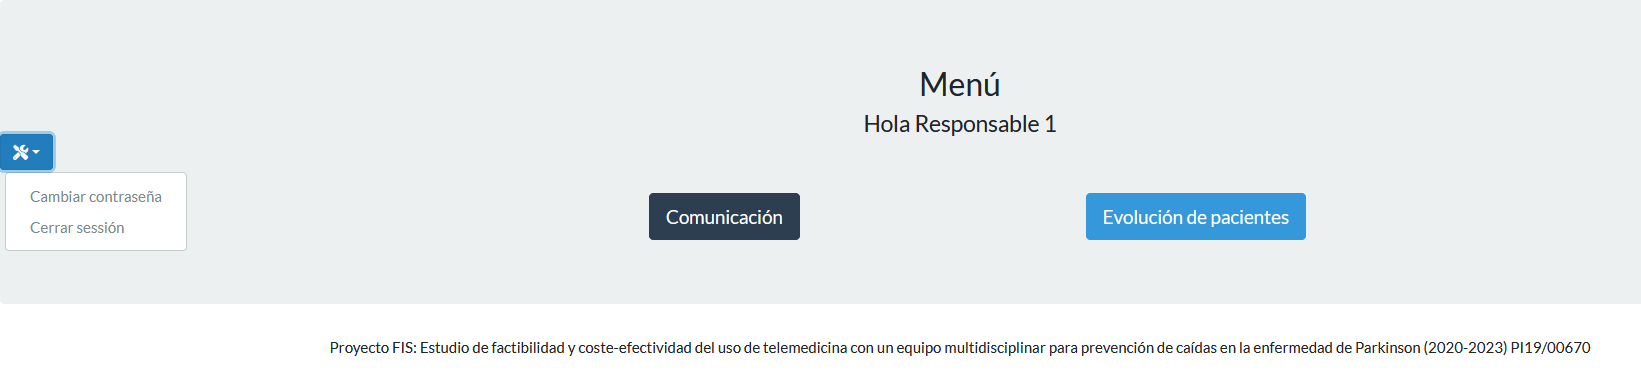 Menú
Hola Responsable 1
Cambiar contraseña
Cerrar sessión
Comunicación
Evolución de pacientes
Proyecto FIS: Estudio de factibilidad y coste-efectividad del uso de telemedicina con un equipo multidisciplinar para prevención de caídas en la enfermedad de Parkinson (2020-2023) PI19/00670